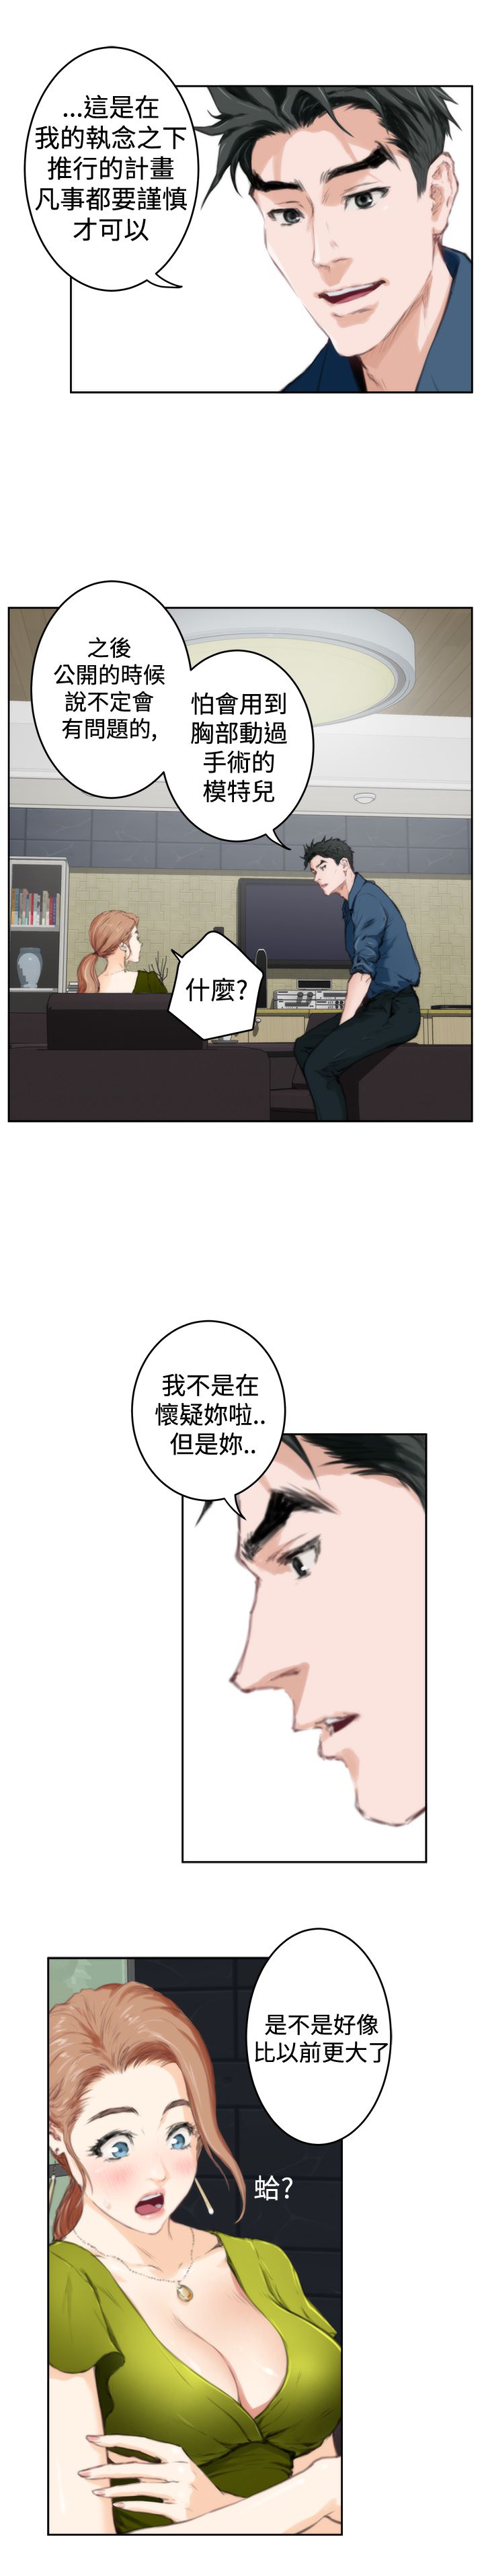 ...這是在
我的執念之下
推行的計畫
凡事都要謹慎
才可以
之後
公開的時候
說不定會
有問題的,
怕會用到
胸部動過
手術的
模特兒
什麼?
我不是在
懷疑妳啦..
但是妳..
是不是好像
比以前更大了
蛤?